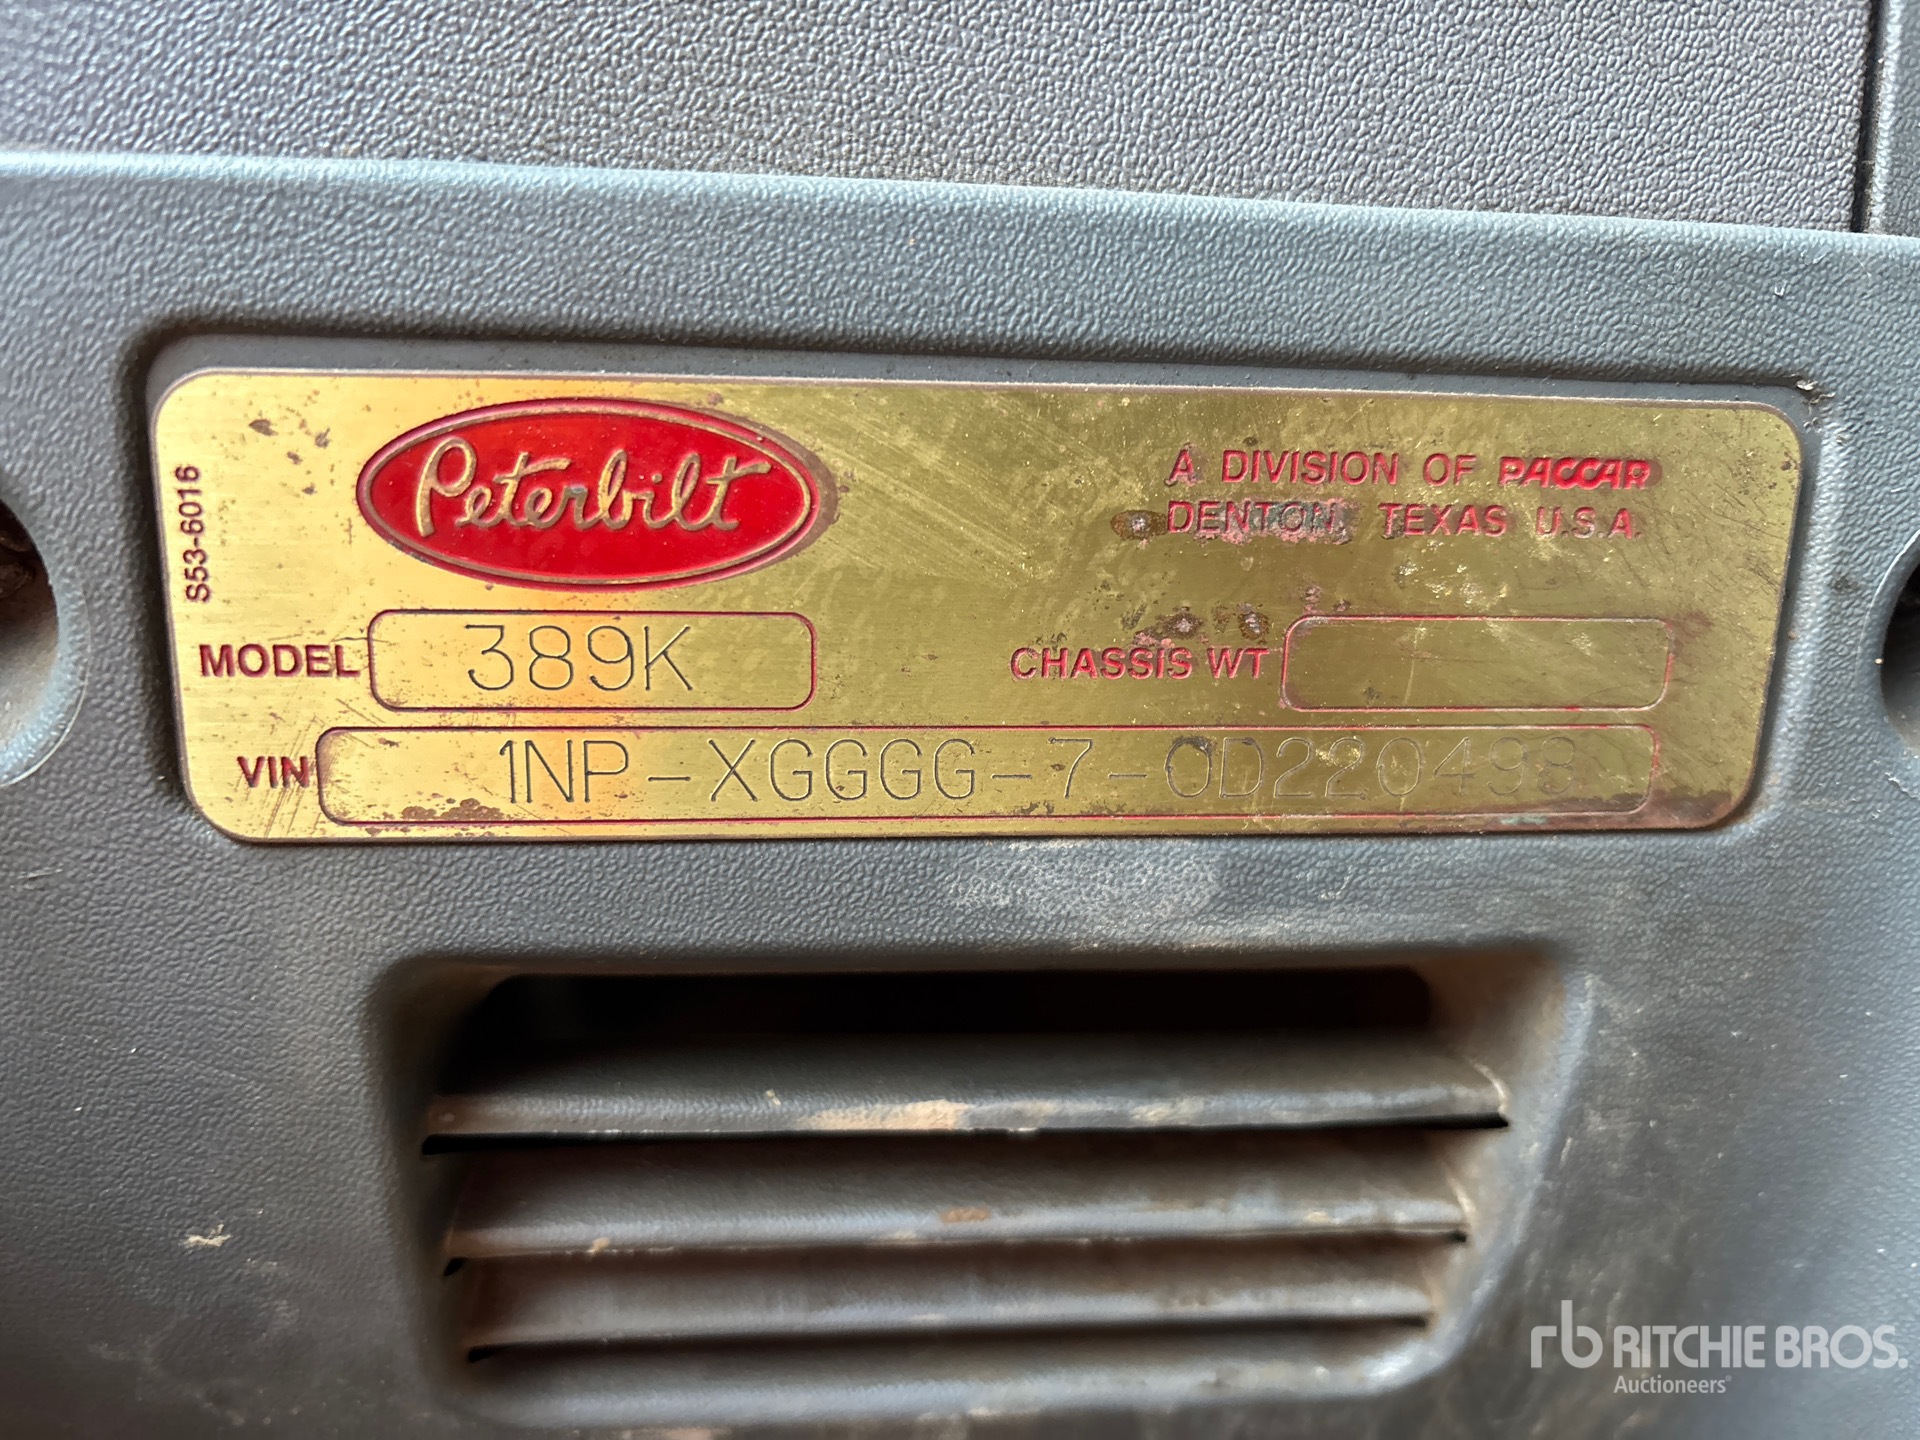 S53-6016
Peterbilt
A DIVISION OF PACCAR
DENTON, TEXAS U.S.A.
MODEL 389K
CHASSIS WT
VIN 1NP-XGGGG-7-0D220498
rb RITCHIE BROS.
Auctioneers